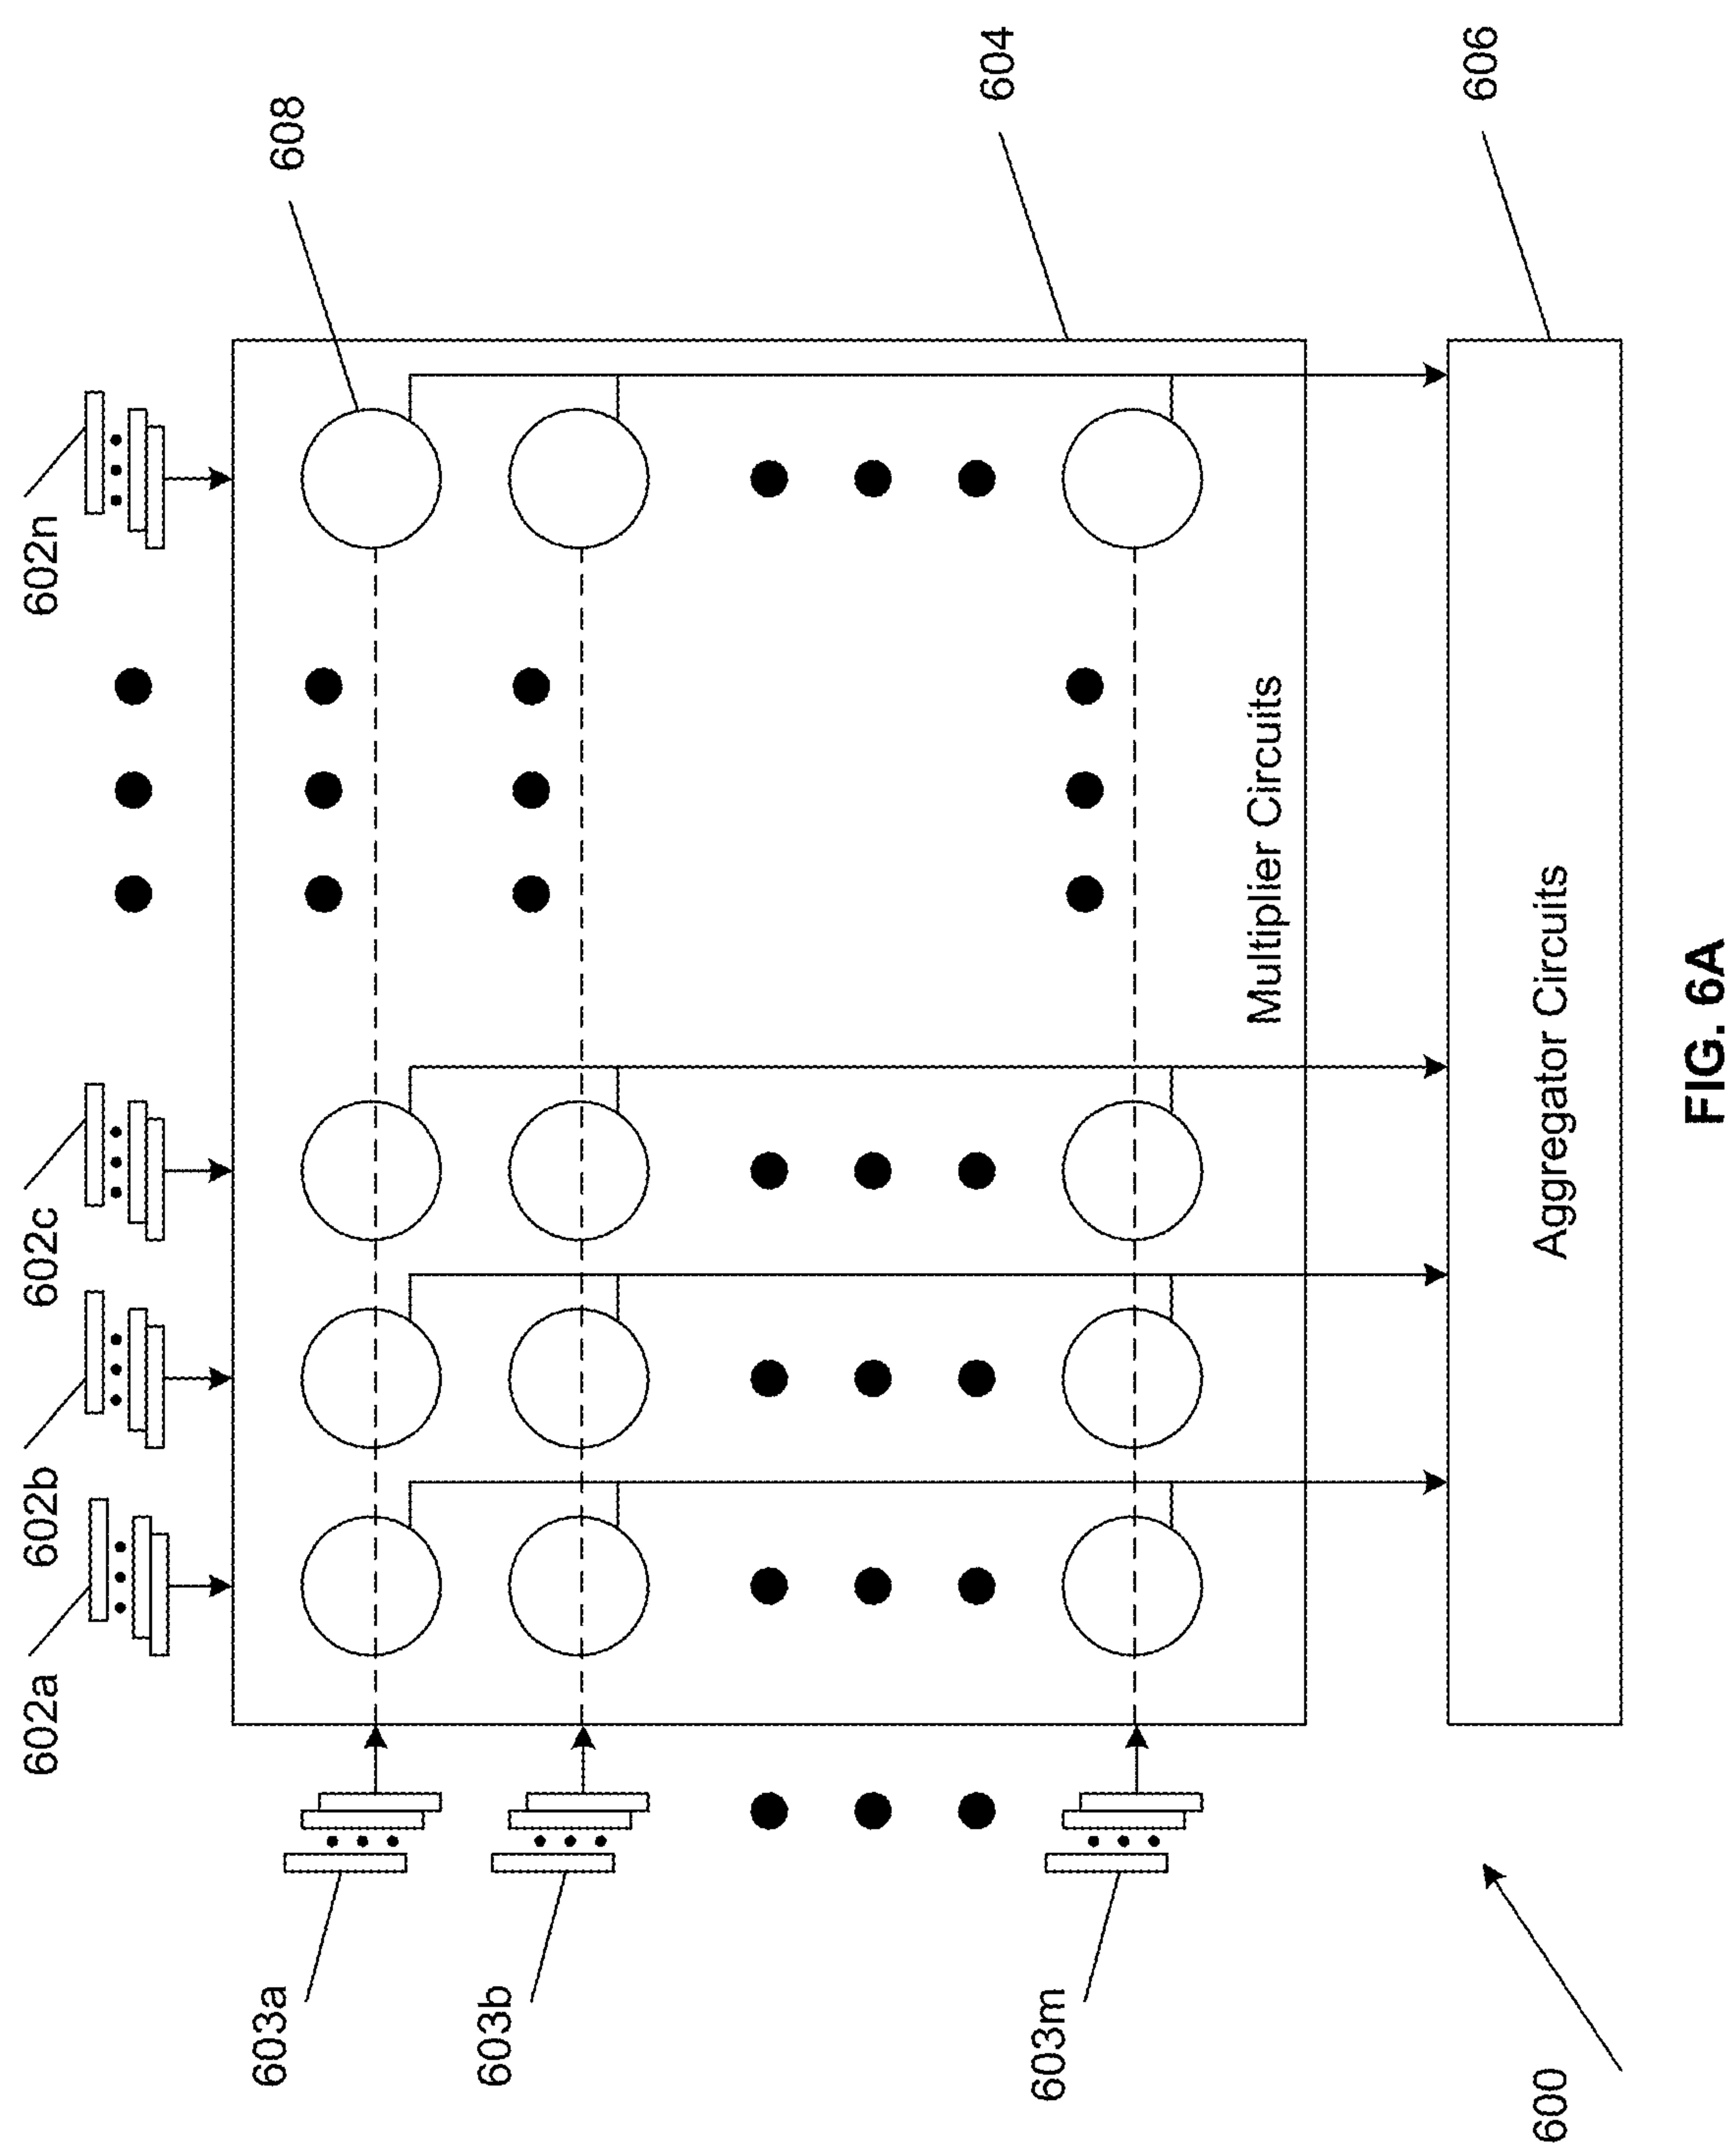 602a
602b
602c
602n
608
603a
603b
603m
604
Multiplier Circuits
Aggregator Circuits
606
600
FIG. 6A